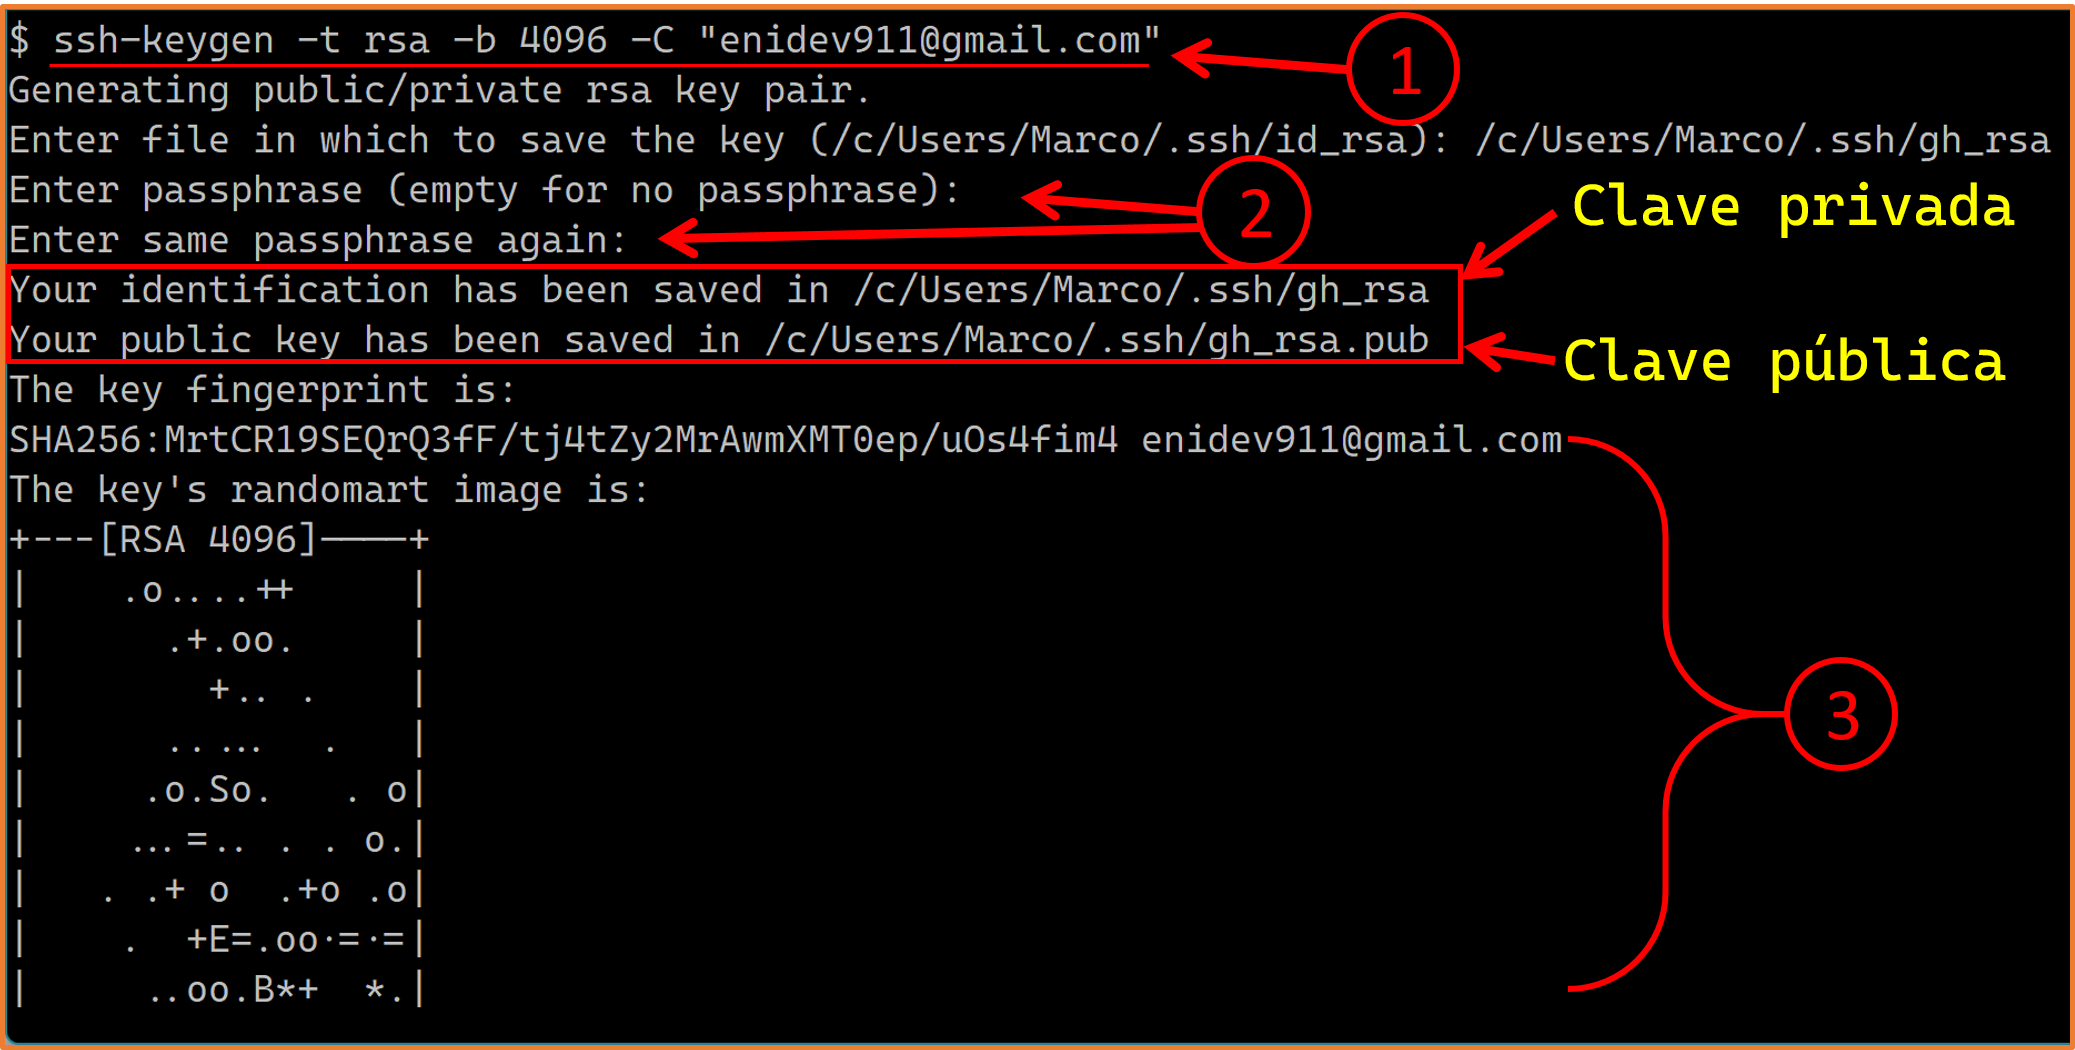 $ ssh-keygen -t rsa -b 4096 -C "enidev911@gmail.com"
1
Generating public/private rsa key pair.
Enter file in which to save the key (/c/Users/Marco/.ssh/id_rsa): /c/Users/Marco/.ssh/gh_rsa
Enter passphrase (empty for no passphrase):
2
Clave privada
Enter same passphrase again:
Your identification has been saved in /c/Users/Marco/.ssh/gh_rsa
Your public key has been saved in /c/Users/Marco/.ssh/gh_rsa.pub
Clave pública
The key fingerprint is:
SHA256:MrtCR19SEQrQ3fF/tj4tZy2MrAwmXMT0ep/uOs4fim4 enidev911@gmail.com
The key's randomart image is:
+---[RSA 4096]----+
|     .o....++     |
|       .+.oo.     |
|         +.. .    |
|       .. ...   .   |
|      .o.So.   . o|
|     ...=.. . . o.|
|    . .+ o  .+o .o|
|     .  +E=.oo·=·=|
|      ..oo.B*+  *.|
3